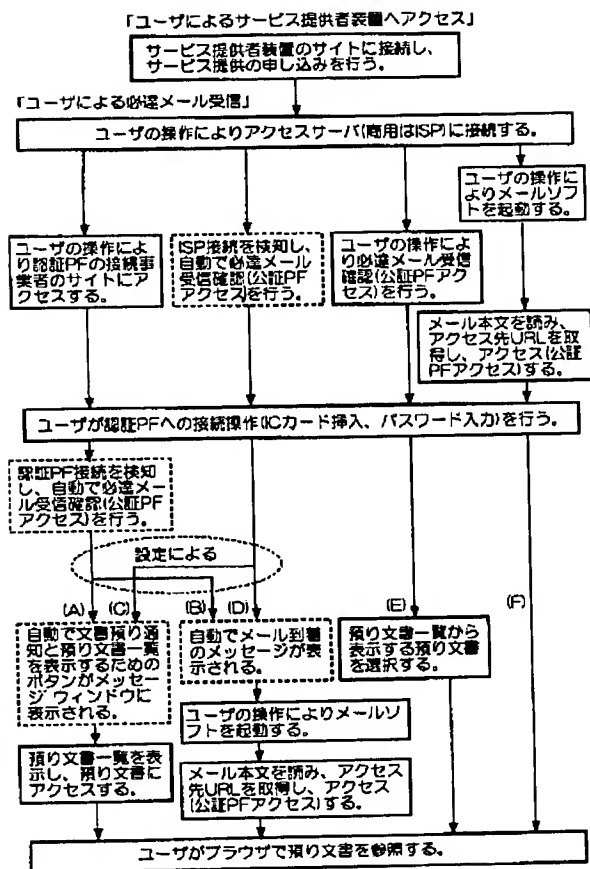 「ユーザによるサービス提供者装置へアクセス」
サービス提供者装置のサイトに接続し、
サービス提供の申し込みを行う。
「ユーザによる必達メール受信」
ユーザの操作によりアクセスサーバ(商用はISP)に接続する。
ユーザの操作に
よりメールソフ
トを起動する。
ユーザの操作によ
り認証PFの接続事
業者のサイトにア
クセスする。
ISP接続を検知し、
自動で必達メール
受信確認(公証PF
アクセス)を行う。
ユーザの操作によ
り必達メール受信
確認(公証PFアク
セス)を行う。
メール本文を読み、
アクセス先URLを取
得し、アクセス(公証
PFアクセス)する。
ユーザが認証PFへの接続操作(ICカード挿入、パスワード入力)を行う。
認証PF接続を検知
し、自動で必達メー
ル受信確認(公証PF
アクセス)を行う。
設定による
(A)
(C)
(B)
(D)
(E)
(F)
自動で文書預り通
知と預り文書一覧
を表示するための
ボタンがメッセー
ジウィンドウに
表示される。
自動でメール到着
のメッセージが表
示される。
預り文書一覧から
表示する預り文書
を選択する。
ユーザの操作によりメールソ
フトを起動する。
預り文書一覧を表
示し、預り文書に
アクセスする。
メール本文を読み、アクセス
先URLを取得し、アクセス
(公証PFアクセス)する。
ユーザがブラウザで預り文書を参照する。